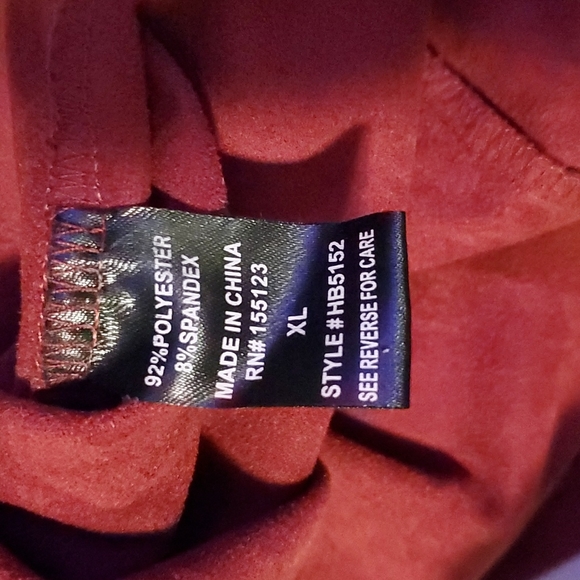 92%POLYESTER
8%SPANDEX
MADE IN CHINA
RN#155123
XL
STYLE#HB5152
SEE REVERSE FOR CARE